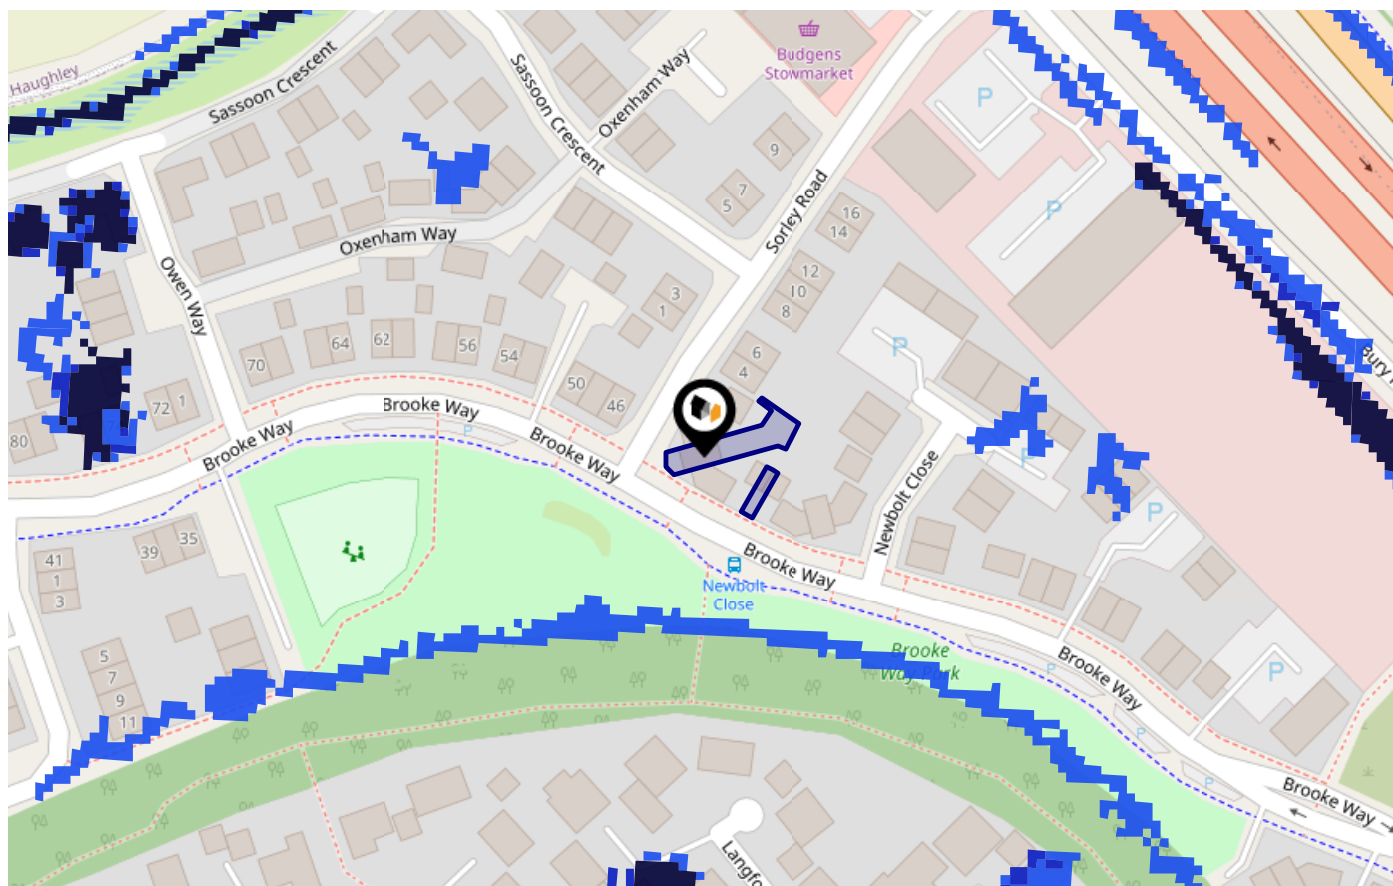 Haughley
Sassoon Crescent
Sassoon Crescent
Oxenham Way
Budgens
Stowmarket
P
9
7
5
Sorley Road
16
14
P
12
10
8
Oxenham Way
Owen Way
3
1
6
4
P
70
64
62
56
54
50
46
72
1
80
Brooke Way
Brooke Way
P
Brooke Way
P
Newbolt Close
P
41
1
3
39
35
Brooke Way
Newbolt
Close
Brooke
Way Park
P
Brooke Way
P
P
P
5
7
9
11
Brooke Way